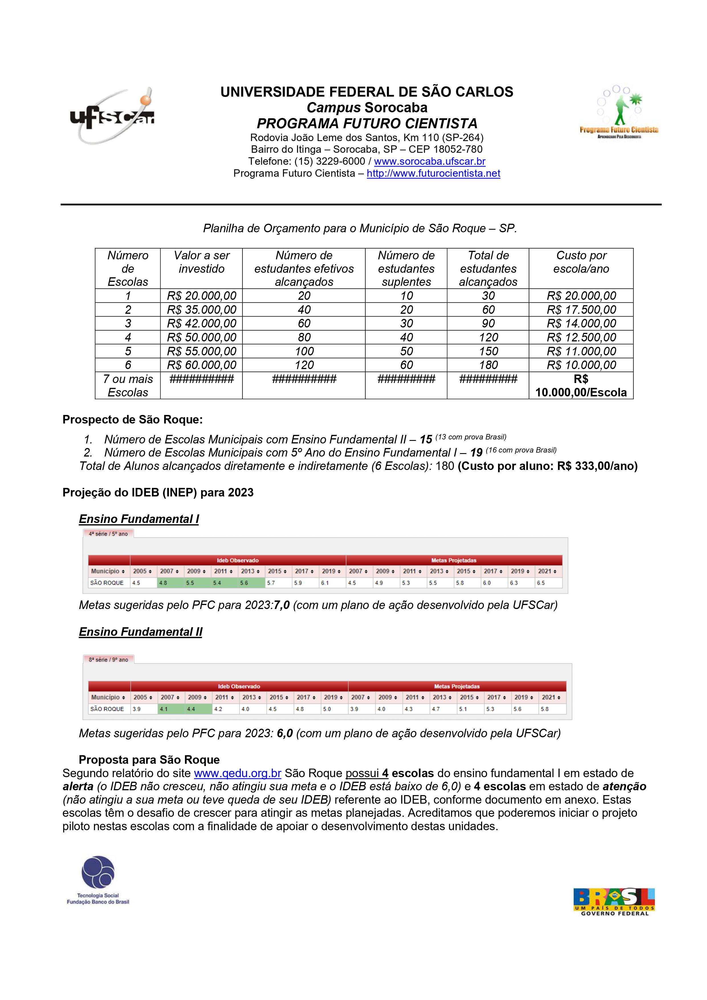 ufscar
UNIVERSIDADE FEDERAL DE SÃO CARLOS
Campus Sorocaba
PROGRAMA FUTURO CIENTISTA
Rodovia João Leme dos Santos, Km 110 (SP-264)
Bairro do Itinga – Sorocaba, SP – CEP 18052-780
Telefone: (15) 3229-6000 / www.sorocaba.ufscar.br
Programa Futuro Cientista – http://www.futurocientista.net
Programa Futuro Cientista
APRENDIZADO PELA DESCOBERTA
Planilha de Orçamento para o Município de São Roque – SP.
Número de Escolas Valor a ser investido Número de estudantes efetivos alcançados Número de estudantes suplentes Total de estudantes alcançados Custo por escola/ano
1 R$ 20.000,00 20 10 30 R$ 20.000,00
2 R$ 35.000,00 40 20 60 R$ 17.500,00
3 R$ 42.000,00 60 30 90 R$ 14.000,00
4 R$ 50.000,00 80 40 120 R$ 12.500,00
5 R$ 55.000,00 100 50 150 R$ 11.000,00
6 R$ 60.000,00 120 60 180 R$ 10.000,00
7 ou mais Escolas ########## ########## ######### ######### R$ 10.000,00/Escola
Prospecto de São Roque:
1. Número de Escolas Municipais com Ensino Fundamental II – 15 (13 com prova Brasil)
2. Número de Escolas Municipais com 5º Ano do Ensino Fundamental I – 19 (16 com prova Brasil)
Total de Alunos alcançados diretamente e indiretamente (6 Escolas): 180 (Custo por aluno: R$ 333,00/ano)
Projeção do IDEB (INEP) para 2023
Ensino Fundamental I
4ª série / 5º ano
Ideb Observado Metas Projetadas
Município 2005 2007 2009 2011 2013 2015 2017 2019 2007 2009 2011 2013 2015 2017 2019 2021
SÃO ROQUE 4.5 4.8 5.5 5.4 5.6 5.7 5.9 6.1 4.5 4.9 5.3 5.5 5.8 6.0 6.3 6.5
Metas sugeridas pelo PFC para 2023:7,0 (com um plano de ação desenvolvido pela UFSCar)
Ensino Fundamental II
8ª série / 9º ano
Ideb Observado Metas Projetadas
Município 2005 2007 2009 2011 2013 2015 2017 2019 2007 2009 2011 2013 2015 2017 2019 2021
SÃO ROQUE 3.9 4.1 4.4 4.2 4.0 4.5 4.8 5.0 3.9 4.0 4.3 4.7 5.1 5.3 5.6 5.8
Metas sugeridas pelo PFC para 2023: 6,0 (com um plano de ação desenvolvido pela UFSCar)
Proposta para São Roque
Segundo relatório do site www.qedu.org.br São Roque possui 4 escolas do ensino fundamental I em estado de
alerta (o IDEB não cresceu, não atingiu sua meta e o IDEB está baixo de 6,0) e 4 escolas em estado de atenção
(não atingiu a sua meta ou teve queda de seu IDEB) referente ao IDEB, conforme documento em anexo. Estas
escolas têm o desafio de crescer para atingir as metas planejadas. Acreditamos que poderemos iniciar o projeto
piloto nestas escolas com a finalidade de apoiar o desenvolvimento destas unidades.
Tecnologia Social
Fundação Banco do Brasil
BRASIL
UM PAÍS DE TODOS
GOVERNO FEDERAL